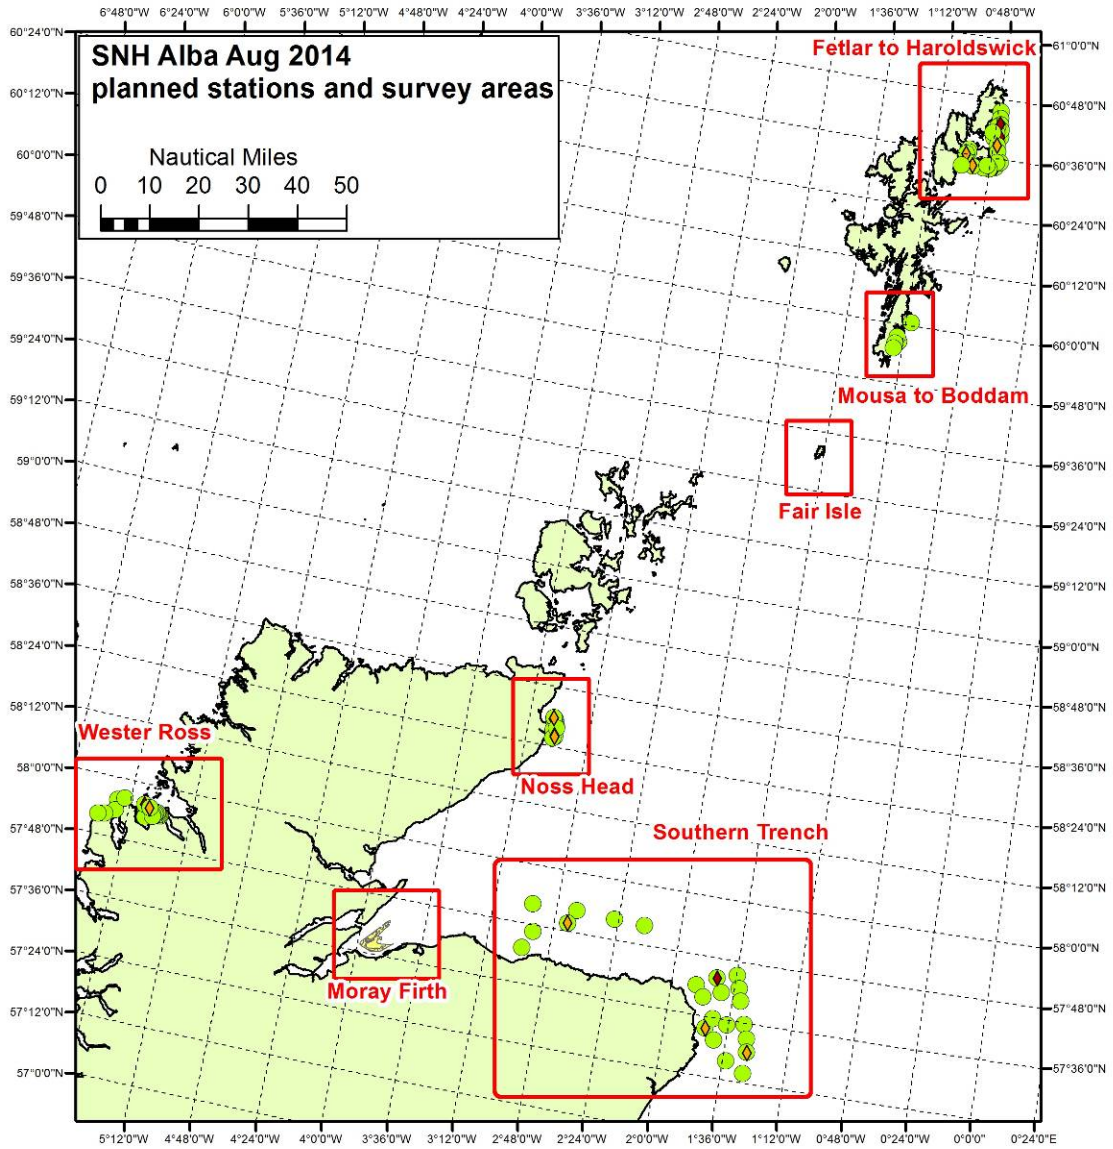 6°48'0"W 6°24'0"W 6°0'0"W 5°36'0"W 5°12'0"W 4°48'0"W 4°24'0"W 4°0'0"W 3°36'0"W 3°12'0"W 2°48'0"W 2°24'0"W 2°0'0"W 1°36'0"W 1°12'0"W 0°48'0"W
60°24'0"N
60°12'0"N
60°0'0"N
59°48'0"N
59°36'0"N
59°24'0"N
59°12'0"N
59°0'0"N
58°48'0"N
58°36'0"N
58°24'0"N
58°12'0"N
58°0'0"N
57°48'0"N
57°36'0"N
57°24'0"N
57°12'0"N
57°0'0"N
SNH Alba Aug 2014
planned stations and survey areas
Nautical Miles
0 10 20 30 40 50
Fetlar to Haroldswick
Mousa to Boddam
Fair Isle
Wester Ross
Noss Head
Southern Trench
Moray Firth
61°0'0"N
60°48'0"N
60°36'0"N
60°24'0"N
60°12'0"N
60°0'0"N
59°48'0"N
59°36'0"N
59°24'0"N
59°12'0"N
59°0'0"N
58°48'0"N
58°36'0"N
58°24'0"N
58°12'0"N
58°0'0"N
57°48'0"N
57°36'0"N
5°12'0"W 4°48'0"W 4°24'0"W 4°0'0"W 3°36'0"W 3°12'0"W 2°48'0"W 2°24'0"W 2°0'0"W 1°36'0"W 1°12'0"W 0°48'0"W 0°24'0"W 0°0'0" 0°24'0"E